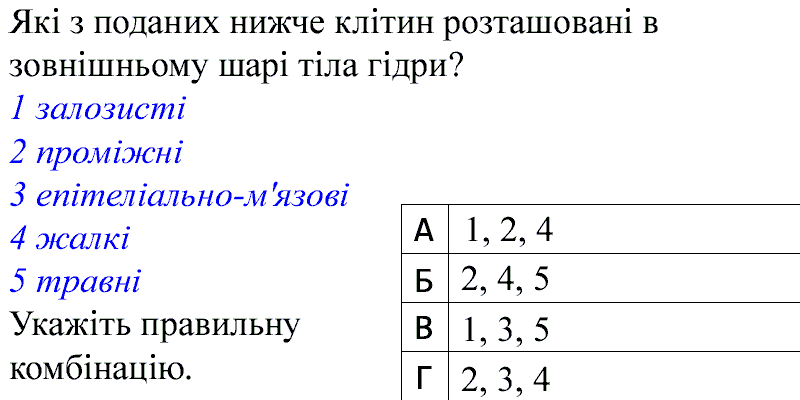 Які з поданих нижче клітин розташовані в
зовнішньому шарі тіла гідри?
1 залозисті
2 проміжні
3 епітеліально-м'язові
4 жалкі
5 травні
Укажіть правильну
комбінацію.
А 1, 2, 4
Б 2, 4, 5
В 1, 3, 5
Г 2, 3, 4